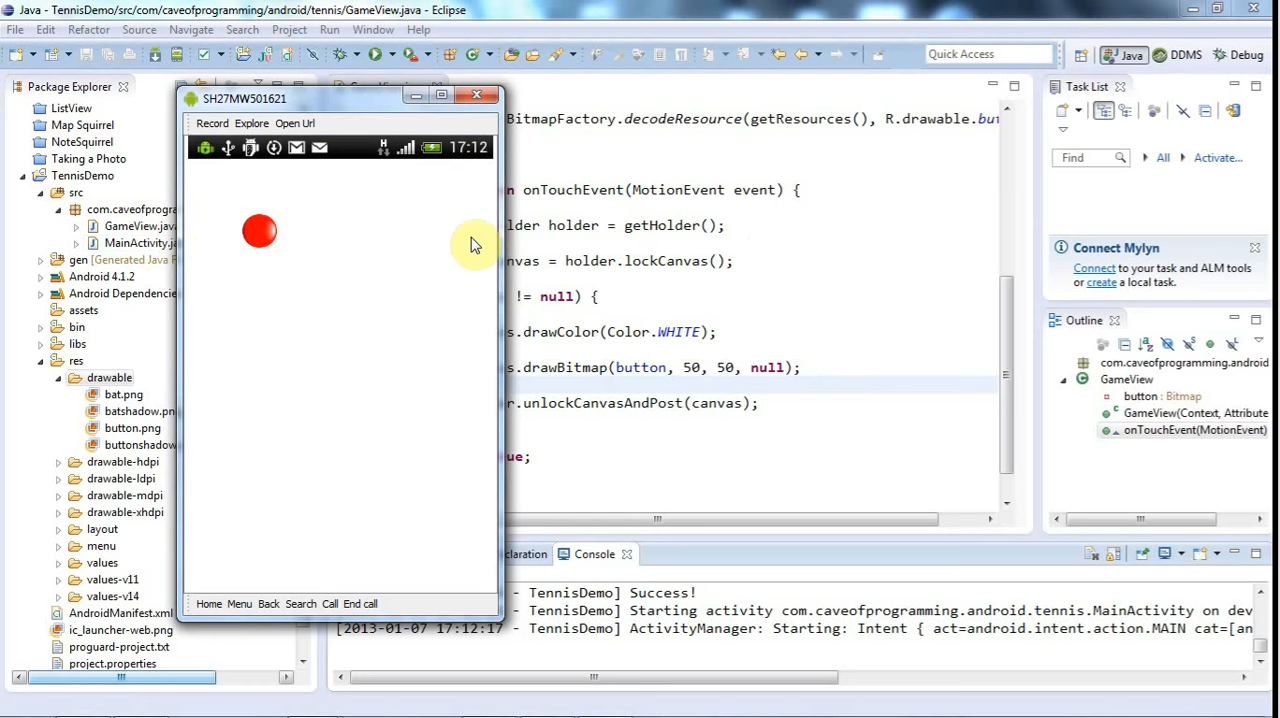 Java - TennisDemo/src/com/caveofprogramming/android/tennis/GameView.java - Eclipse
File Edit Refactor Source Navigate Search Project Run Window Help
Quick Access
Java
DDMS
Debug
Package Explorer
ListView
Map Squirrel
NoteSquirrel
Taking a Photo
TennisDemo
src
com.caveofprogra
GameView.java
MainActivity.ja
gen [Generated Java F
Android 4.1.2
Android Dependencie
assets
bin
libs
res
drawable
bat.png
batshadow.pn
button.png
buttonshadow
drawable-hdpi
drawable-ldpi
drawable-mdpi
drawable-xhdpi
layout
menu
values
values-v11
values-v14
AndroidManifest.xml
ic_launcher-web.png
proguard-project.txt
project.properties
SH27MW501621
Record Explore Open Url
H 17:12
Home Menu Back Search Call End call
BitmapFactory.decodeResource(getResources(), R.drawable.but
n onTouchEvent(MotionEvent event) {
lder holder = getHolder();
nvas = holder.lockCanvas();
!= null) {
s.drawColor(Color.WHITE);
s.drawBitmap(button, 50, 50, null);
r.unlockCanvasAndPost(canvas);
ue;
claration Console
- TennisDemo] Success!
- TennisDemo] Starting activity com.caveofprogramming.android.tennis.MainActivity on dev
[2013-01-07 17:12:17 - TennisDemo] ActivityManager: Starting: Intent { act=android.intent.action.MAIN cat=[an
Task List
Find All Activate...
Connect Mylyn
Connect to your task and ALM tools
or create a local task.
Outline
com.caveofprogramming.android
GameView
button : Bitmap
GameView(Context, Attribute
onTouchEvent(MotionEvent)